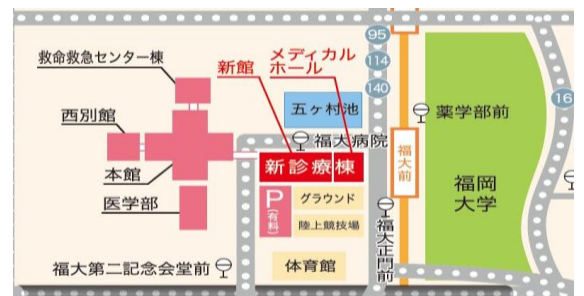 救命救急センター棟
新館
メディカル
ホール
95
114
140
西別館
五ヶ村池
薬学部前
16
福大病院
本館
新診療棟
福大前
医学部
P
(有料)
グラウンド
陸上競技場
福岡
大学
福大正門前
福大第二記念会堂前
体育館